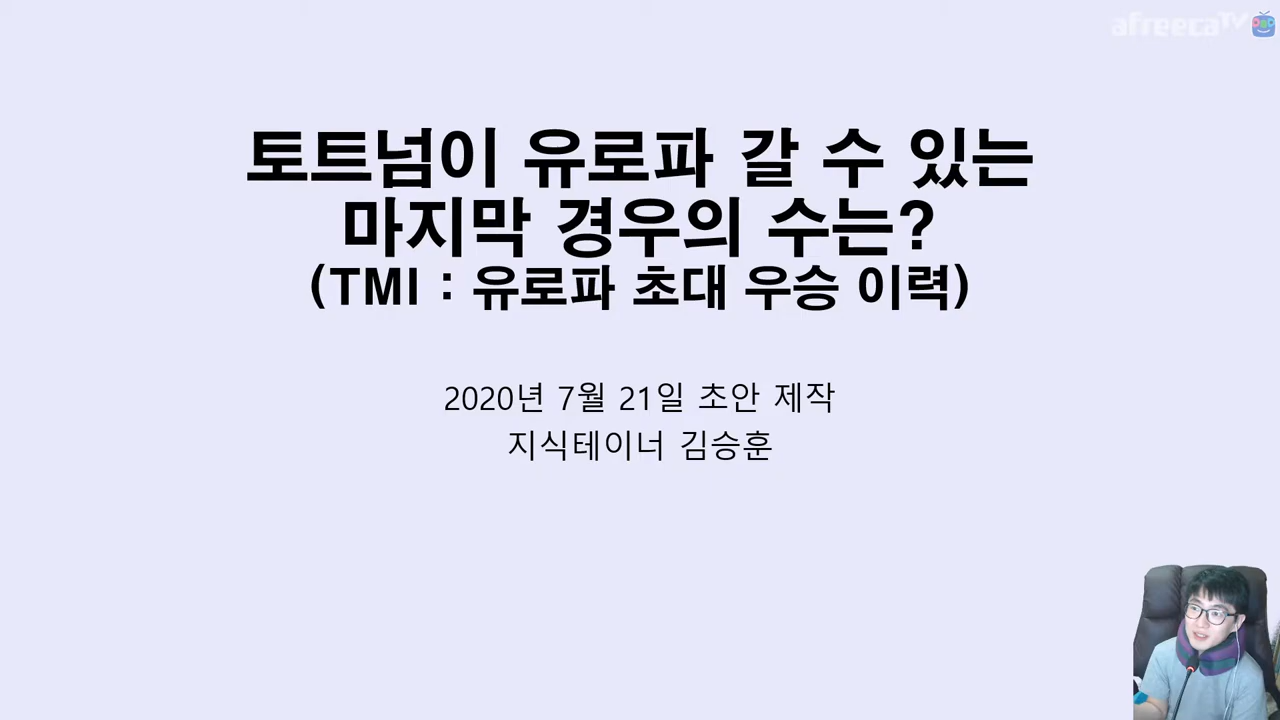 afreecaTV
토트넘이 유로파 갈 수 있는
마지막 경우의 수는?
(TMI : 유로파 초대 우승 이력)
2020년 7월 21일 초안 제작
지식테이너 김승훈